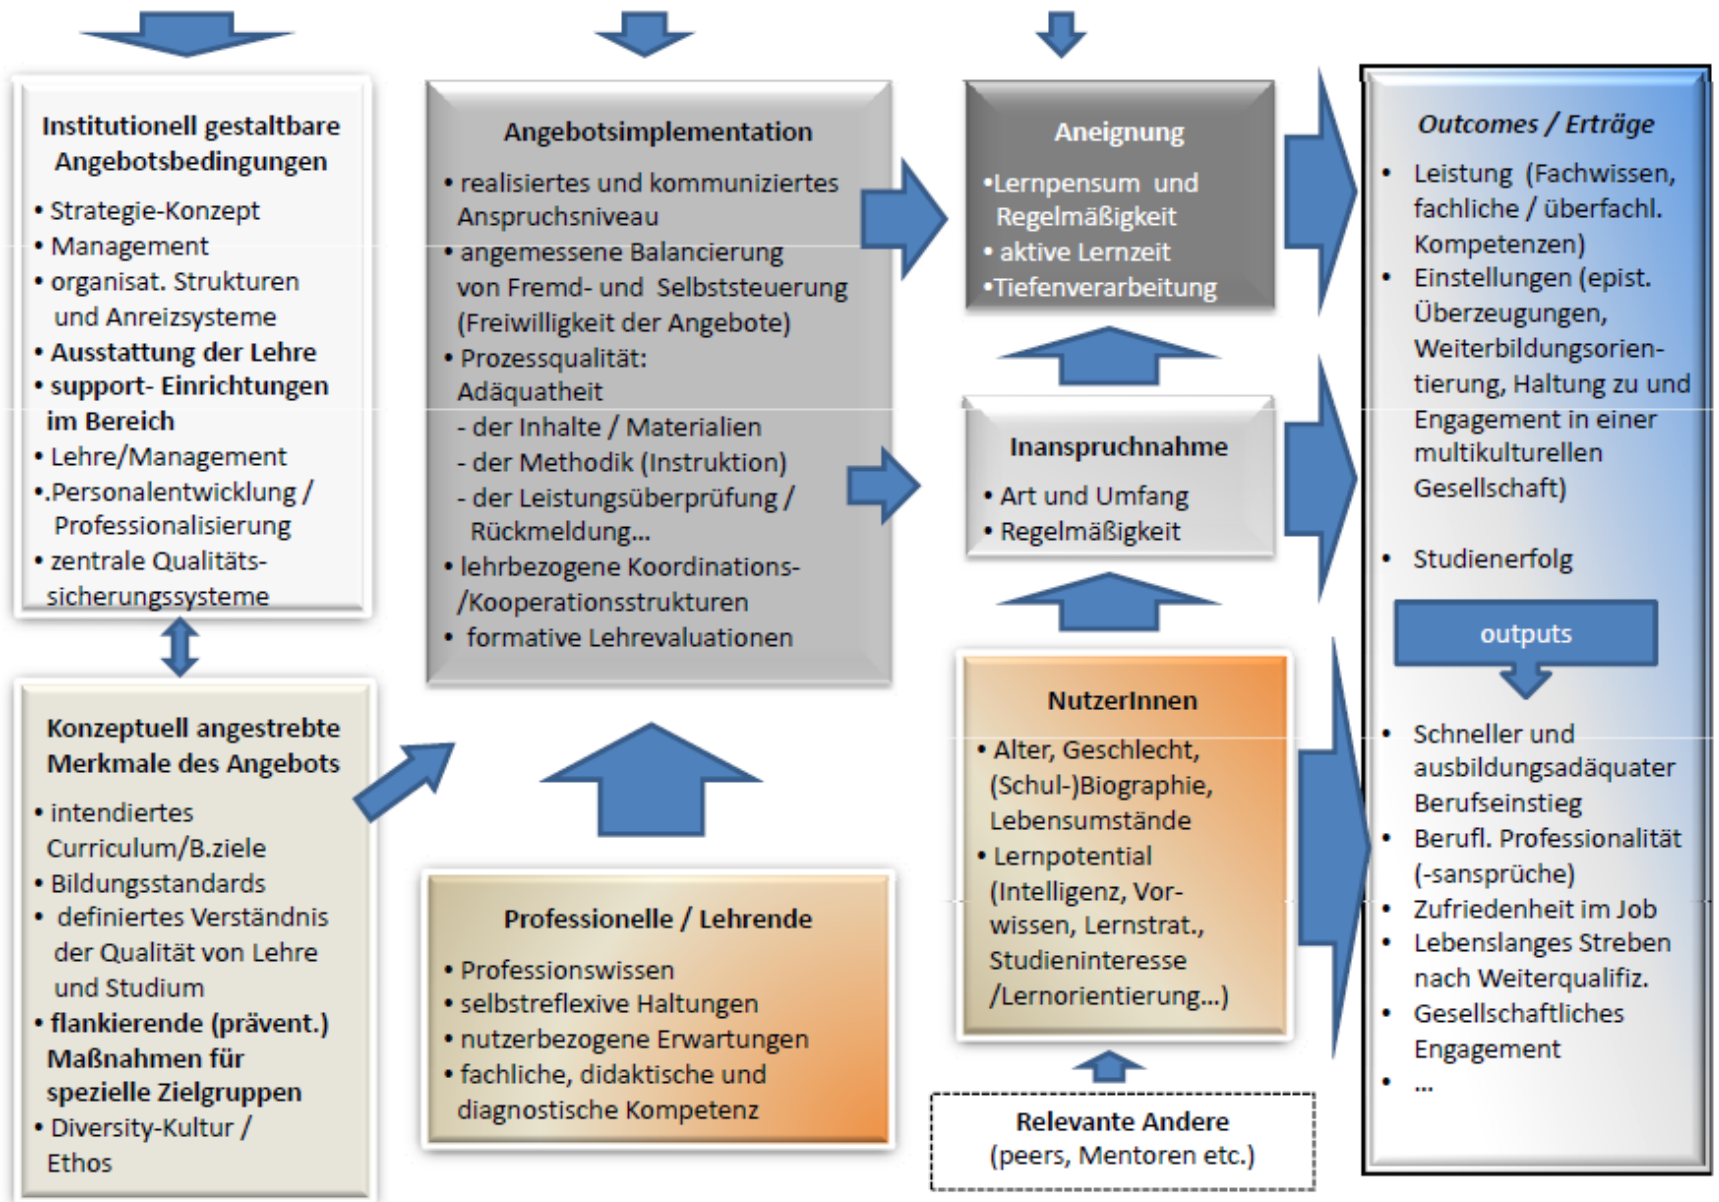 Institutionell gestaltbare
Angebotsbedingungen
• Strategie-Konzept
• Management
• organisat. Strukturen
und Anreizsysteme
• Ausstattung der Lehre
• support- Einrichtungen
im Bereich
• Lehre/Management
•.Personalentwicklung /
Professionalisierung
• zentrale Qualitäts-
sicherungssysteme
Konzeptuell angestrebte
Merkmale des Angebots
• intendiertes
Curriculum/B.ziele
• Bildungsstandards
• definiertes Verständnis
der Qualität von Lehre
und Studium
• flankierende (prävent.)
Maßnahmen für
spezielle Zielgruppen
• Diversity-Kultur /
Ethos
Angebotsimplementation
• realisiertes und kommuniziertes
Anspruchsniveau
• angemessene Balancierung
von Fremd- und Selbststeuerung
(Freiwilligkeit der Angebote)
• Prozessqualität:
Adäquatheit
- der Inhalte / Materialien
- der Methodik (Instruktion)
- der Leistungsüberprüfung /
Rückmeldung...
• lehrbezogene Koordinations-
/Kooperationsstrukturen
• formative Lehrevaluationen
Professionelle / Lehrende
• Professionswissen
• selbstreflexive Haltungen
• nutzerbezogene Erwartungen
• fachliche, didaktische und
diagnostische Kompetenz
Aneignung
•Lernpensum und
Regelmäßigkeit
• aktive Lernzeit
•Tiefenverarbeitung
Inanspruchnahme
• Art und Umfang
• Regelmäßigkeit
NutzerInnen
• Alter, Geschlecht,
(Schul-)Biographie,
Lebensumstände
• Lernpotential
(Intelligenz, Vor-
wissen, Lernstrat.,
Studieninteresse
/Lernorientierung...)
Relevante Andere
(peers, Mentoren etc.)
Outcomes / Erträge
• Leistung (Fachwissen,
fachliche / überfachl.
Kompetenzen)
• Einstellungen (epist.
Überzeugungen,
Weiterbildungsorien-
tierung, Haltung zu und
Engagement in einer
multikulturellen
Gesellschaft)
• Studienerfolg
outputs
• Schneller und
ausbildungsadäquater
Berufseinstieg
• Berufl. Professionalität
(-sansprüche)
• Zufriedenheit im Job
• Lebenslanges Streben
nach Weiterqualifiz.
• Gesellschaftliches
Engagement
• ...